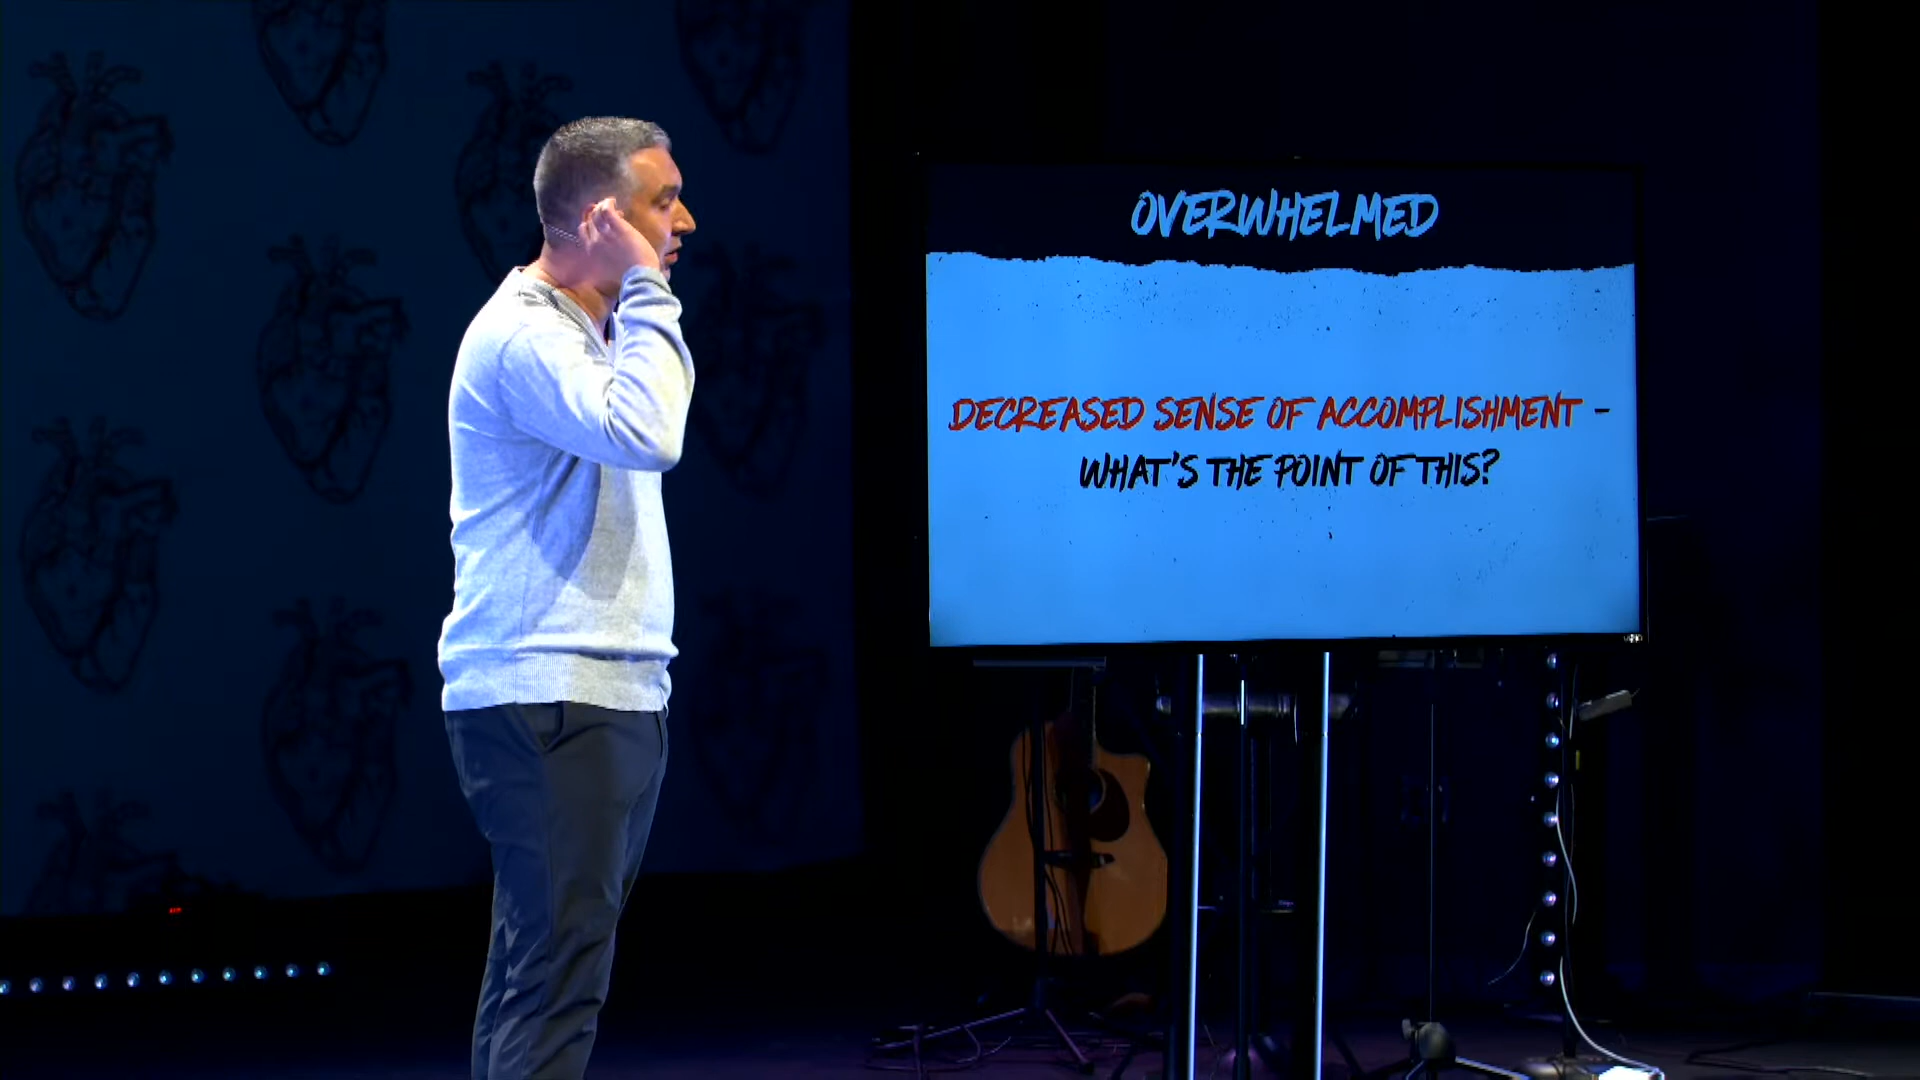 OVERWHELMED
DECREASED SENSE OF ACCOMPLISHMENT -
WHAT'S THE POINT OF THIS?